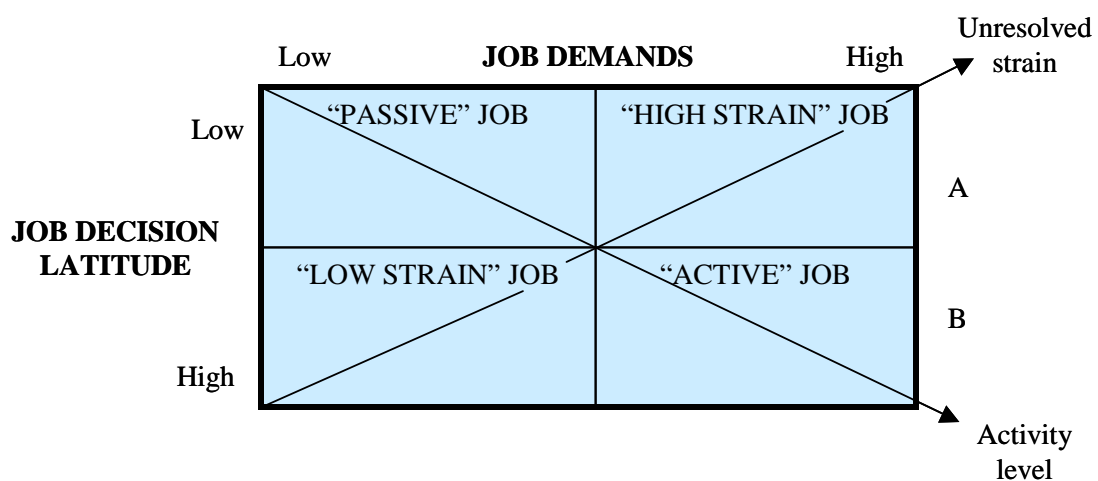 Unresolved
strain
Low JOB DEMANDS High
“PASSIVE” JOB “HIGH STRAIN” JOB
Low
A
JOB DECISION
LATITUDE
“LOW STRAIN” JOB “ACTIVE” JOB
B
High
Activity
level